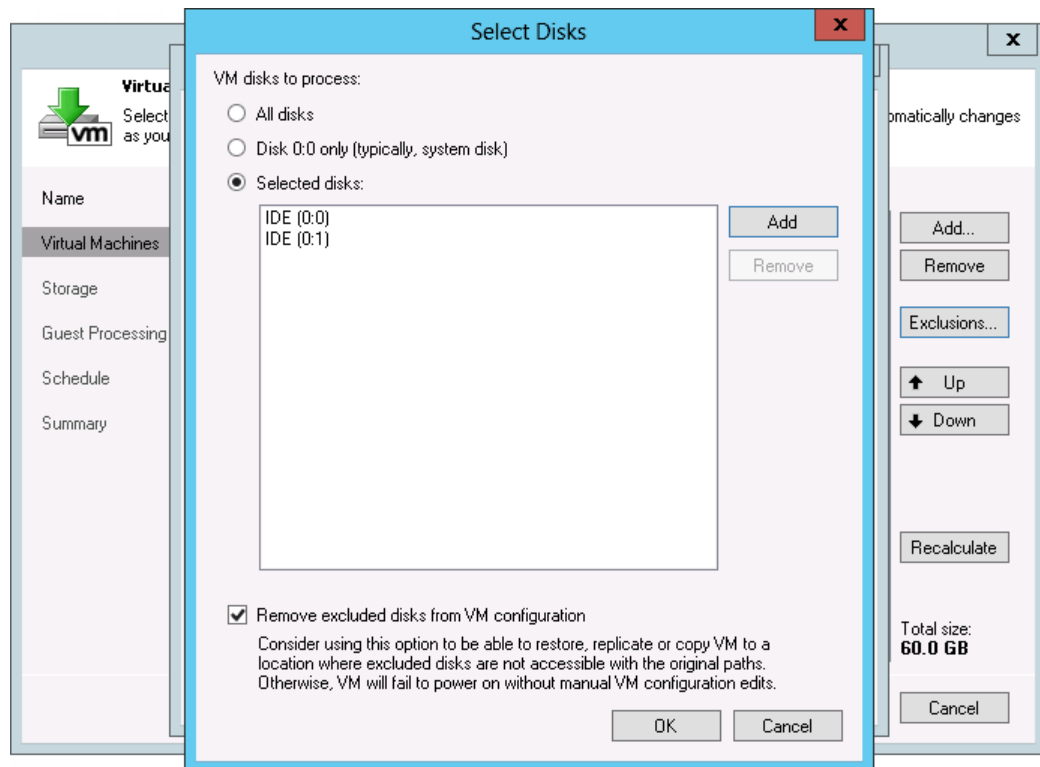 Select Disks
x
x
Select
as you
omatically changes
vm
Name
Virtual Machines
Storage
Guest Processing
Schedule
Summary
VM disks to process:
All disks
Disk 0:0 only (typically, system disk)
Selected disks:
IDE (0:0)
IDE (0:1)
Add
Remove
Remove excluded disks from VM configuration
Consider using this option to be able to restore, replicate or copy VM to a
location where excluded disks are not accessible with the original paths.
Otherwise, VM will fail to power on without manual VM configuration edits.
OK
Cancel
Add...
Remove
Exclusions...
Up
Down
Recalculate
Total size:
60.0 GB
Cancel